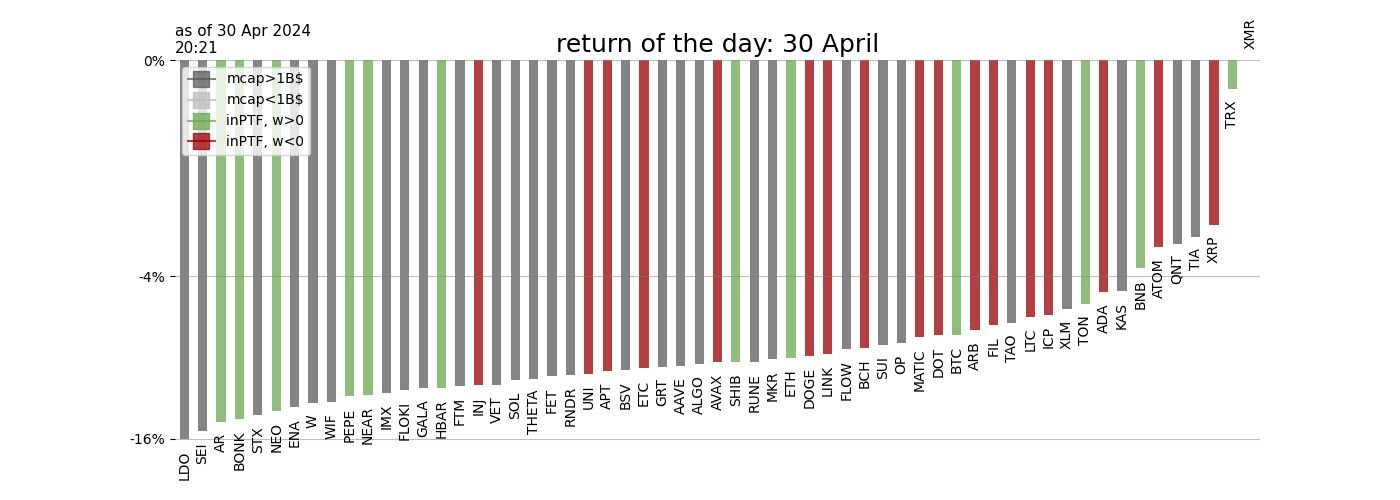 as of 30 Apr 2024
20:21
return of the day: 30 April
XMR
0%
mcap>1B$
mcap<1B$
inPTF, w>0
inPTF, w<0
-4%
-16%
LDO
SEI
AR
BONK
STX
NEO
ENA
W
WIF
PEPE
NEAR
IMX
FLOKI
GALA
HBAR
FTM
INJ
VET
SOL
THETA
FET
RNDR
UNI
APT
BSV
ETC
GRT
AAVE
ALGO
AVAX
SHIB
RUNE
MKR
ETH
DOGE
LINK
FLOW
BCH
SUI
OP
MATIC
DOT
BTC
ARB
FIL
TAO
LTC
ICP
XLM
TON
ADA
KAS
BNB
ATOM
QNT
TIA
XRP
TRX